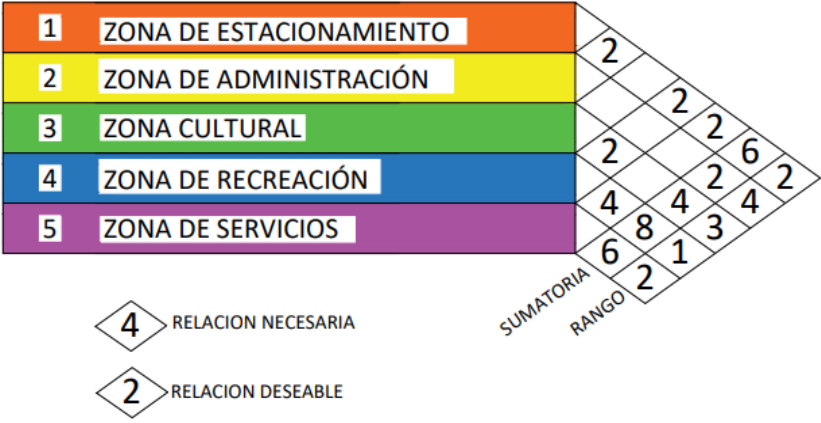 1 ZONA DE ESTACIONAMIENTO
2 ZONA DE ADMINISTRACIÓN
3 ZONA CULTURAL
4 ZONA DE RECREACIÓN
5 ZONA DE SERVICIOS
2
2
2
6
2
2
2
4
4
4
3
8
1
6
2
SUMATORIA
RANGO
4 RELACION NECESARIA
2 RELACION DESEABLE